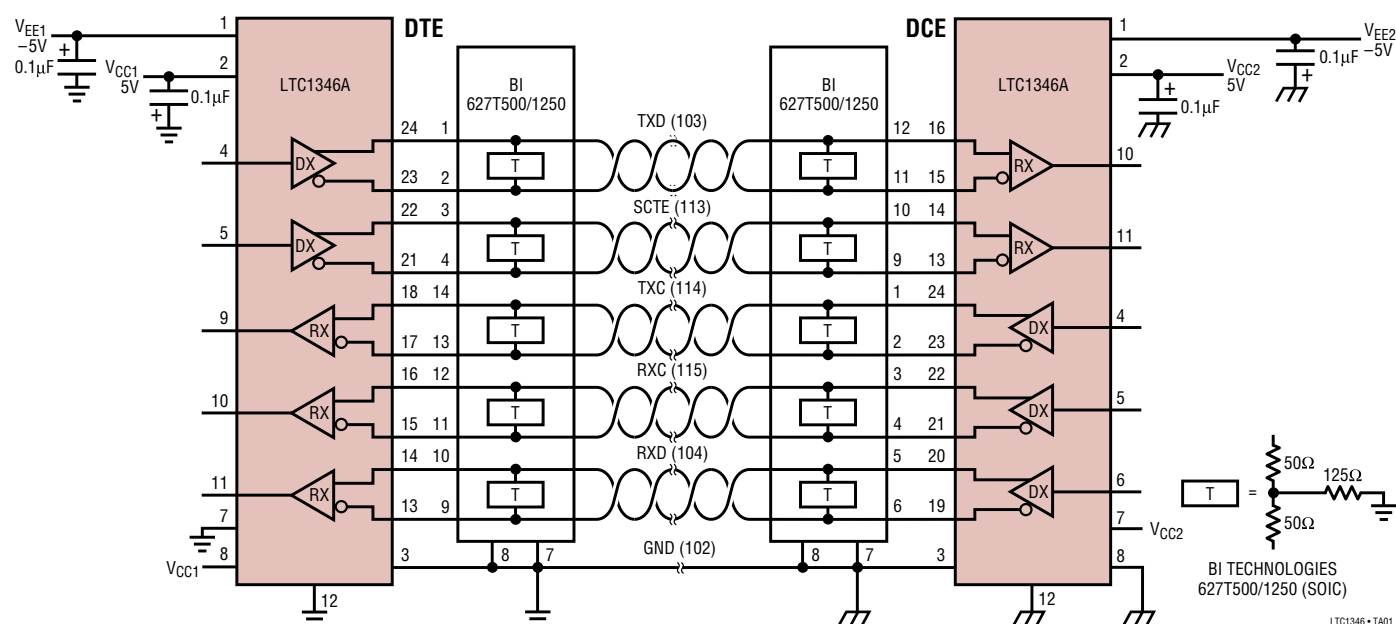 DTE
DCE
VEE1
−5V
+
0.1µF
1
VCC1
5V
2
+
0.1µF
LTC1346A
BI
627T500/1250
BI
627T500/1250
LTC1346A
1
VEE2
−5V
+
0.1µF
2
VCC2
5V
+
0.1µF
4
DX
24 1
23 2
T
TXD (103)
T
12 16
11 15
RX
10
5
DX
22 3
21 4
T
SCTE (113)
T
10 14
9 13
RX
11
9
RX
18 14
17 13
T
TXC (114)
T
1 24
2 23
DX
4
10
RX
16 12
15 11
T
RXC (115)
T
3 22
4 21
DX
5
11
RX
14 10
13 9
T
RXD (104)
T
5 20
6 19
DX
6
7
8
VCC1
12
3
8 7
GND (102)
8 7
3
7
VCC2
8
12
T =
50Ω
125Ω
50Ω
BI TECHNOLOGIES
627T500/1250 (SOIC)
LTC1346 • TA01